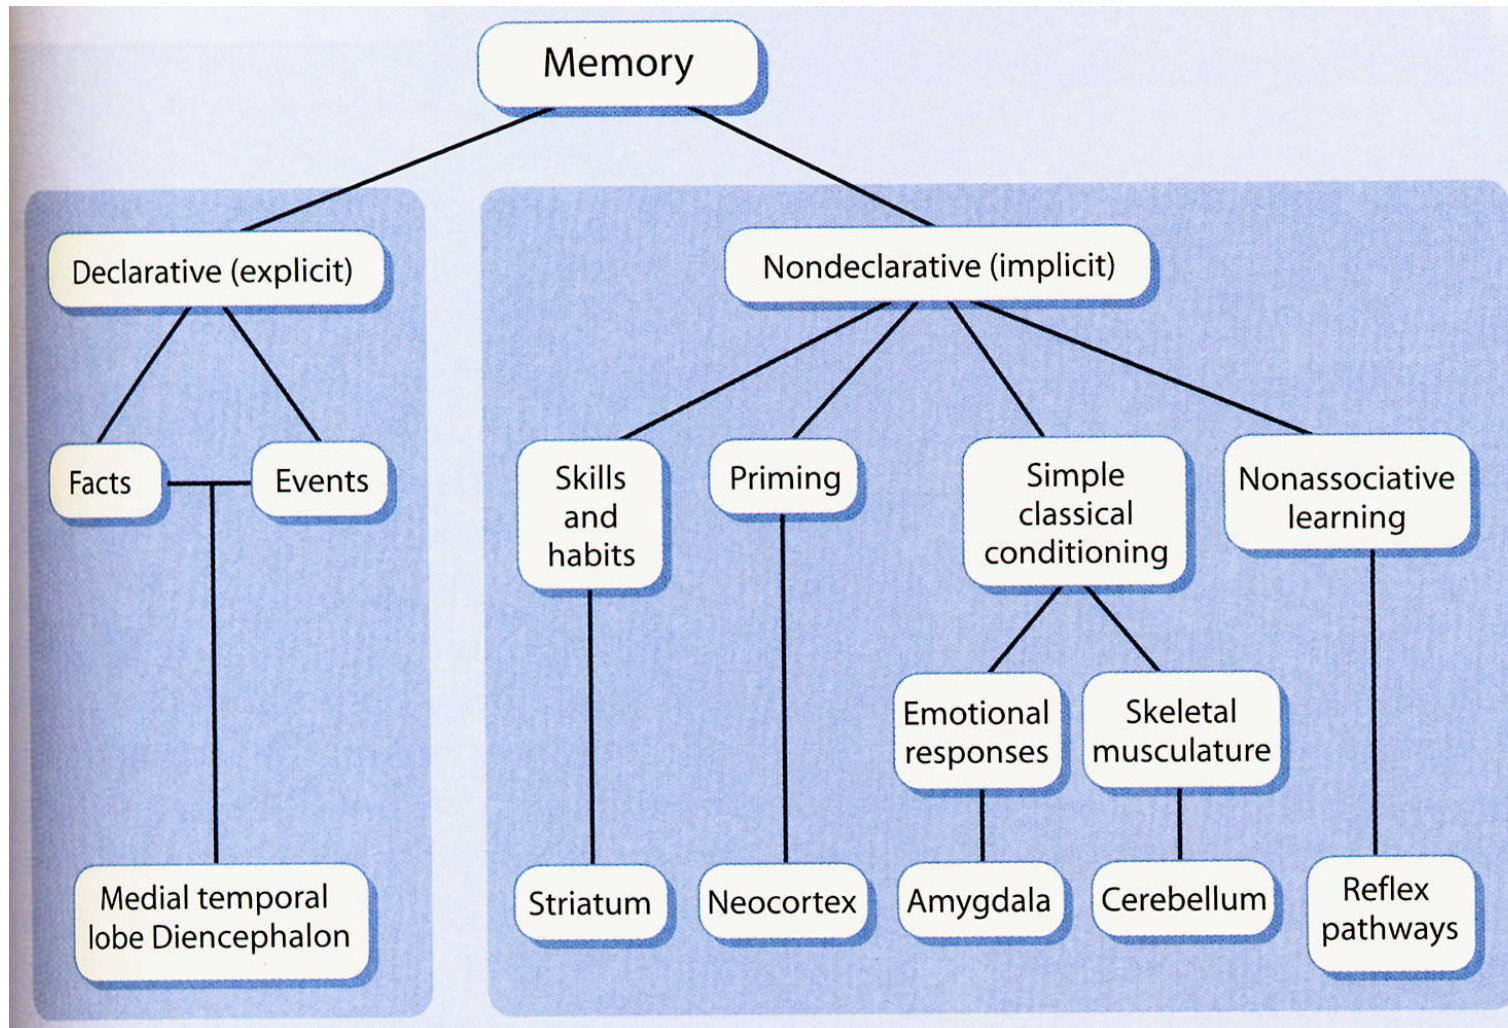 Memory
Declarative (explicit)
Nondeclarative (implicit)
Facts
Events
Skills
and
habits
Priming
Simple
classical
conditioning
Nonassociative
learning
Emotional
responses
Skeletal
musculature
Medial temporal
lobe Diencephalon
Striatum
Neocortex
Amygdala
Cerebellum
Reflex
pathways